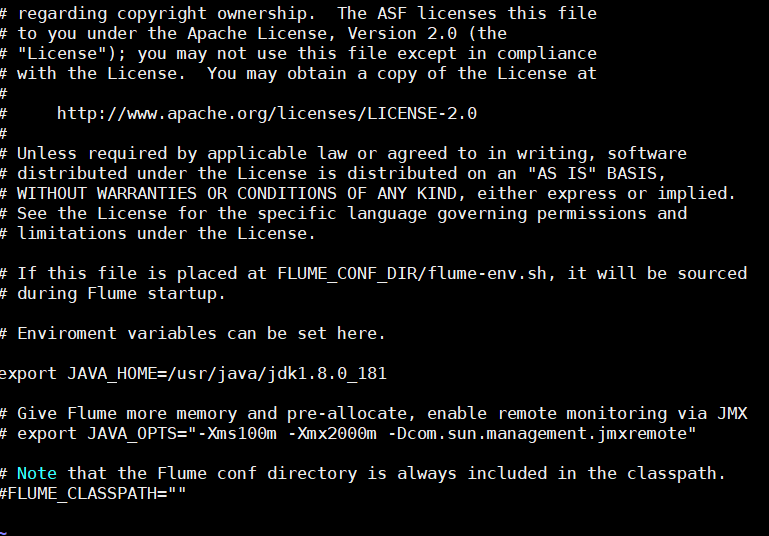 # regarding copyright ownership.  The ASF licenses this file
# to you under the Apache License, Version 2.0 (the
# "License"); you may not use this file except in compliance
# with the License.  You may obtain a copy of the License at
#
#     http://www.apache.org/licenses/LICENSE-2.0
#
# Unless required by applicable law or agreed to in writing, software
# distributed under the License is distributed on an "AS IS" BASIS,
# WITHOUT WARRANTIES OR CONDITIONS OF ANY KIND, either express or implied.
# See the License for the specific language governing permissions and
# limitations under the License.

# If this file is placed at FLUME_CONF_DIR/flume-env.sh, it will be sourced
# during Flume startup.

# Enviroment variables can be set here.

export JAVA_HOME=/usr/java/jdk1.8.0_181

# Give Flume more memory and pre-allocate, enable remote monitoring via JMX
# export JAVA_OPTS="-Xms100m -Xmx2000m -Dcom.sun.management.jmxremote"

# Note that the Flume conf directory is always included in the classpath.
#FLUME_CLASSPATH=""

~